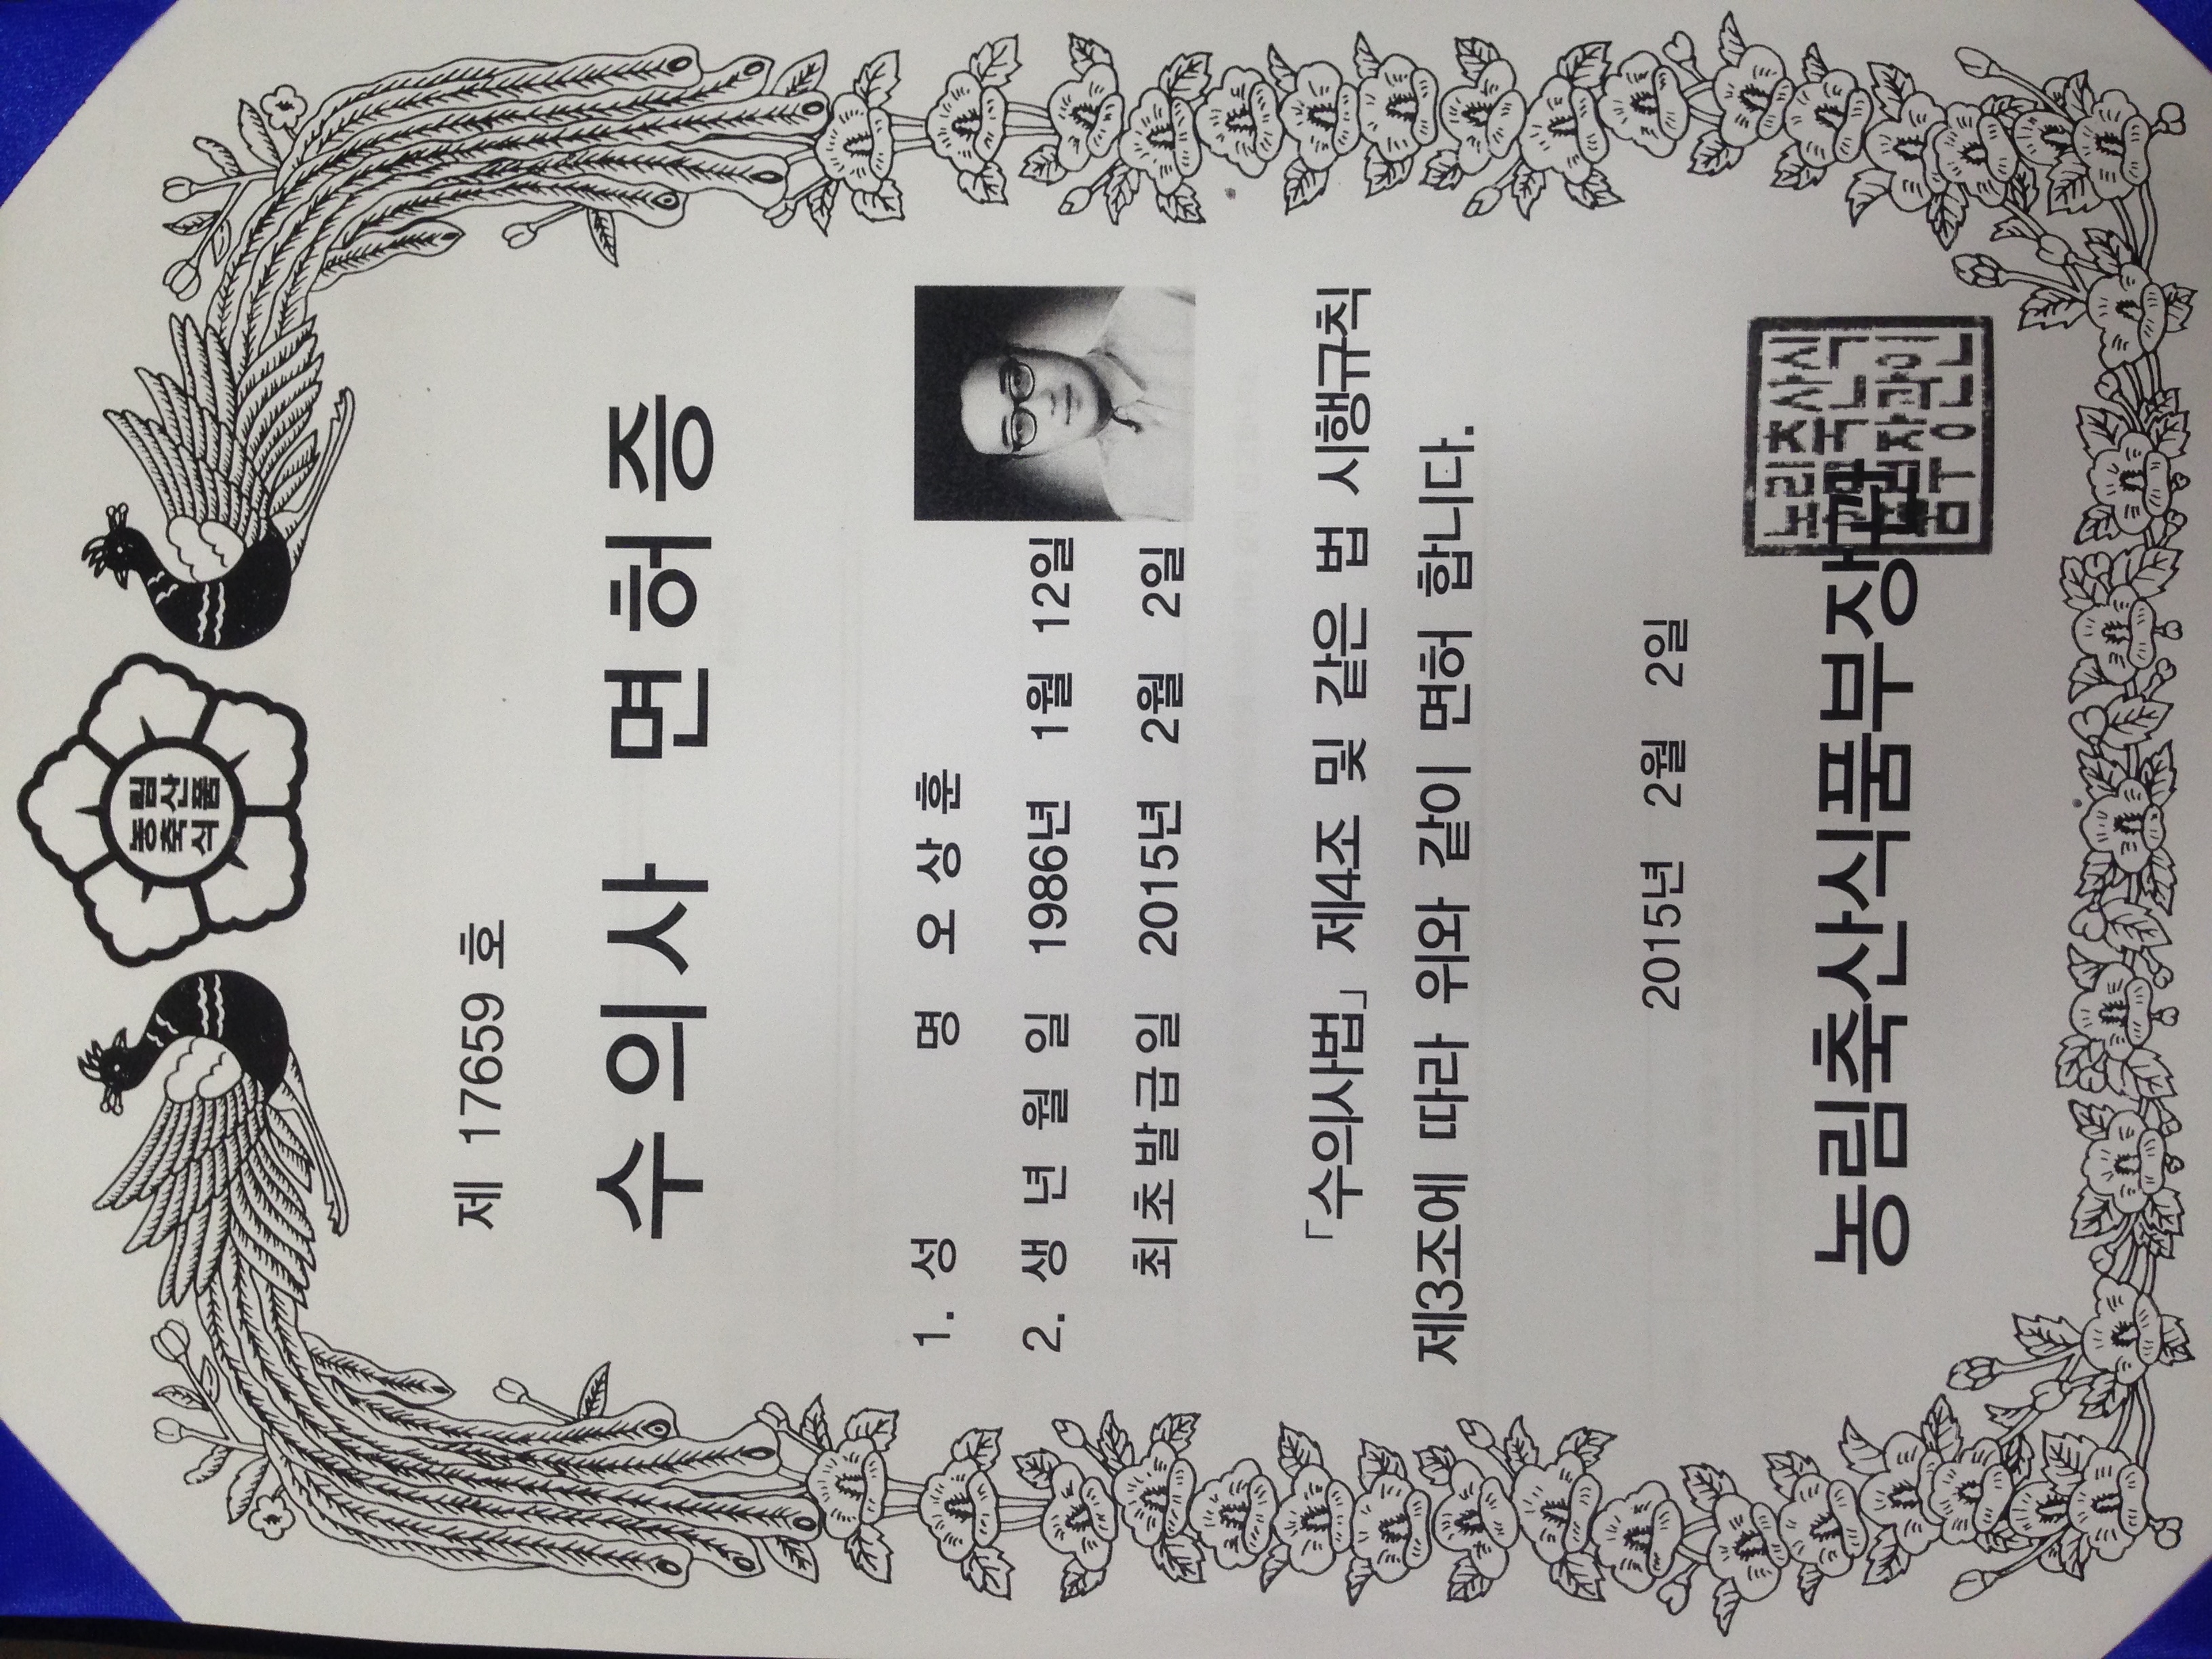 농림
축산
식품
제 17659 호
수의사 면허증
1. 성 명 오상훈
2. 생년월일 1986년 1월 12일
최초발급일 2015년 2월 2일
「수의사법」 제4조 및 같은 법 시행규칙
제3조에 따라 위와 같이 면허 합니다.
2015년 2월 2일
농림축산식품부장관
농림축산식
품부장관인